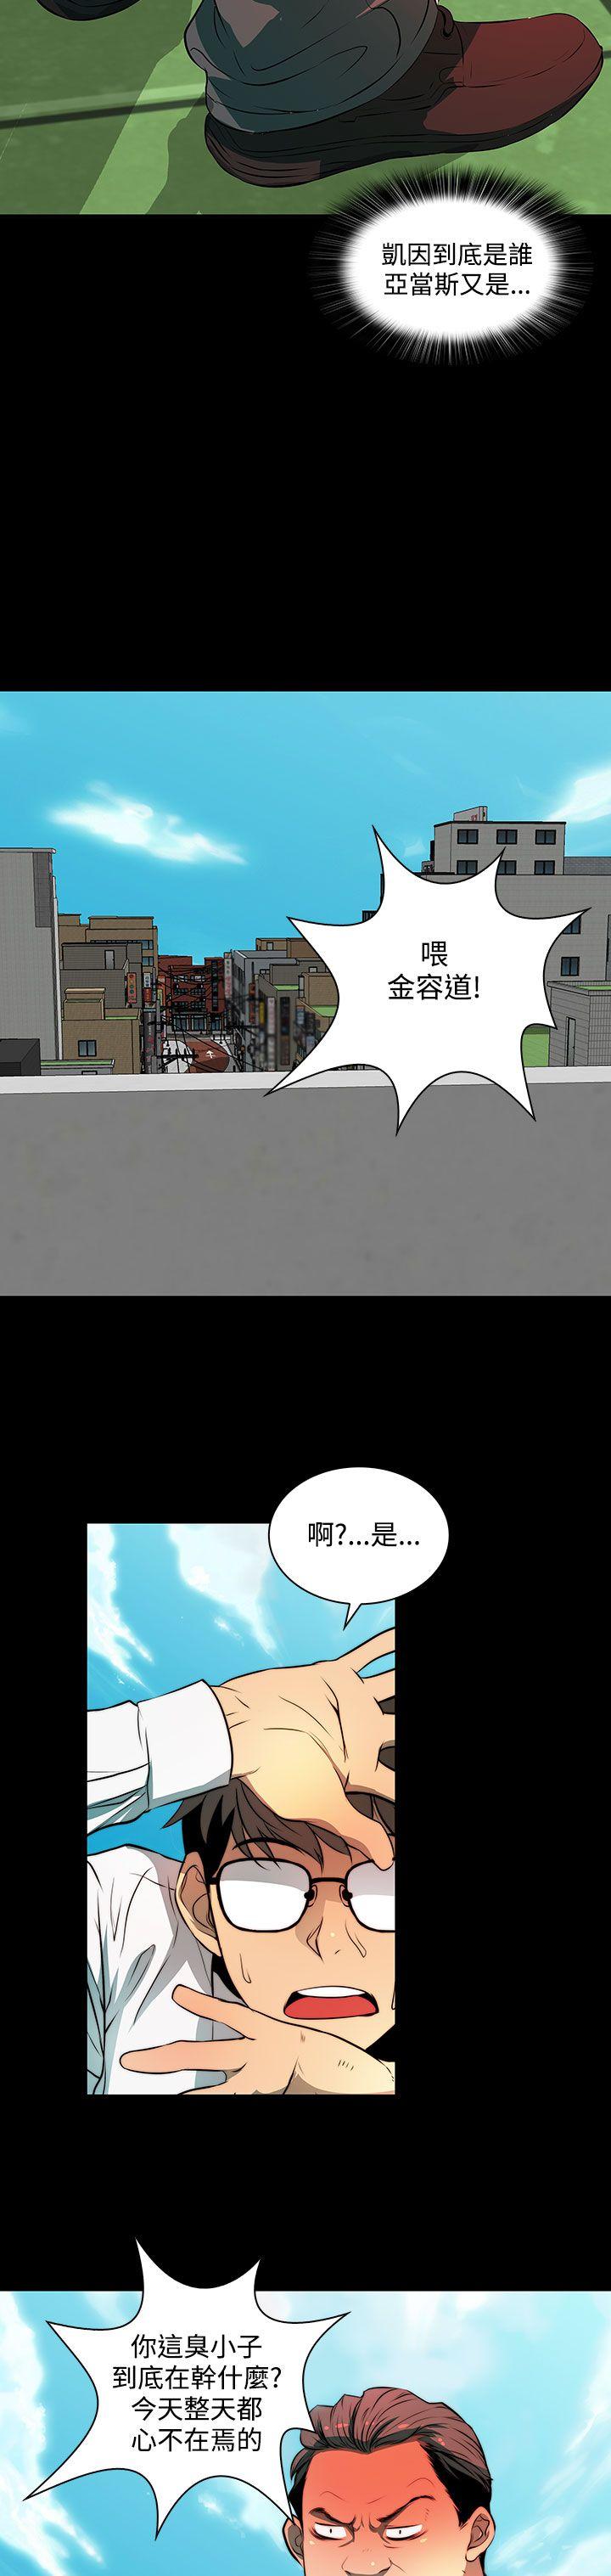 凱因到底是誰
亞當斯又是...
喂
金容道!
啊?...是...
你這臭小子
到底在幹什麼?
今天整天都
心不在焉的